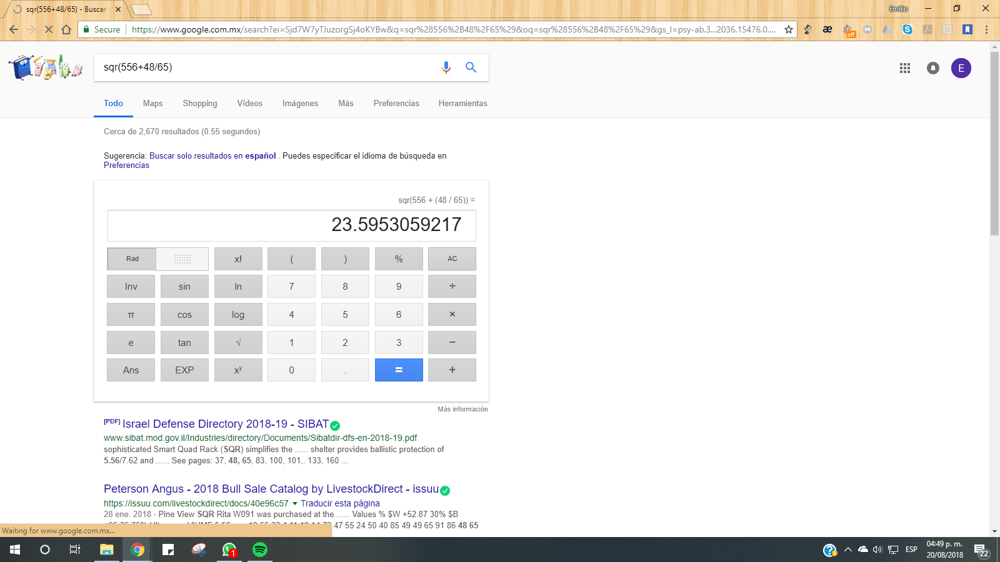 sqr(556+48/65) - Buscar
Emilio
Secure
https://www.google.com.mx/search?ei=Sjd7W7yTJuzorgSj4oKYBw&q=sqr%28556%2B48%2F65%29&oq=sqr%28556%2B48%2F65%29&gs_l=psy-ab.3...2036.15476.0....
off
sqr(556+48/65)
E
Todo Maps Shopping Vídeos Imágenes Más Preferencias Herramientas
Cerca de 2,670 resultados (0.55 segundos)
Sugerencia: Buscar solo resultados en español . Puedes especificar el idioma de búsqueda en
Preferencias
sqr(556 + (48 / 65)) =
23.5953059217
Rad x! ( ) % AC
Inv sin ln 7 8 9 ÷
π cos log 4 5 6 ×
e tan √ 1 2 3 −
Ans EXP xʸ 0 . = +
Más información
[PDF] Israel Defense Directory 2018-19 - SIBAT
www.sibat.mod.gov.il/Industries/directory/Documents/Sibatdir-dfs-en-2018-19.pdf
sophisticated Smart Quad Rack (SQR) simplifies the ...... shelter provides ballistic protection of
5.56/7.62 and ...... See pages: 37, 48, 65, 83, 100, 101,. 133, 160 ...
Peterson Angus - 2018 Bull Sale Catalog by LivestockDirect - issuu
https://issuu.com/livestockdirect/docs/40e96c57 Traducir esta página
28 ene. 2018 - Pine View SQR Rita W091 was purchased at the ...... Values % $W +52.87 30% $B
47 55 24 50 40 85 49 49 65 91 86 48 65
Waiting for www.google.com.mx...
1
ESP
04:49 p. m.
20/08/2018
22